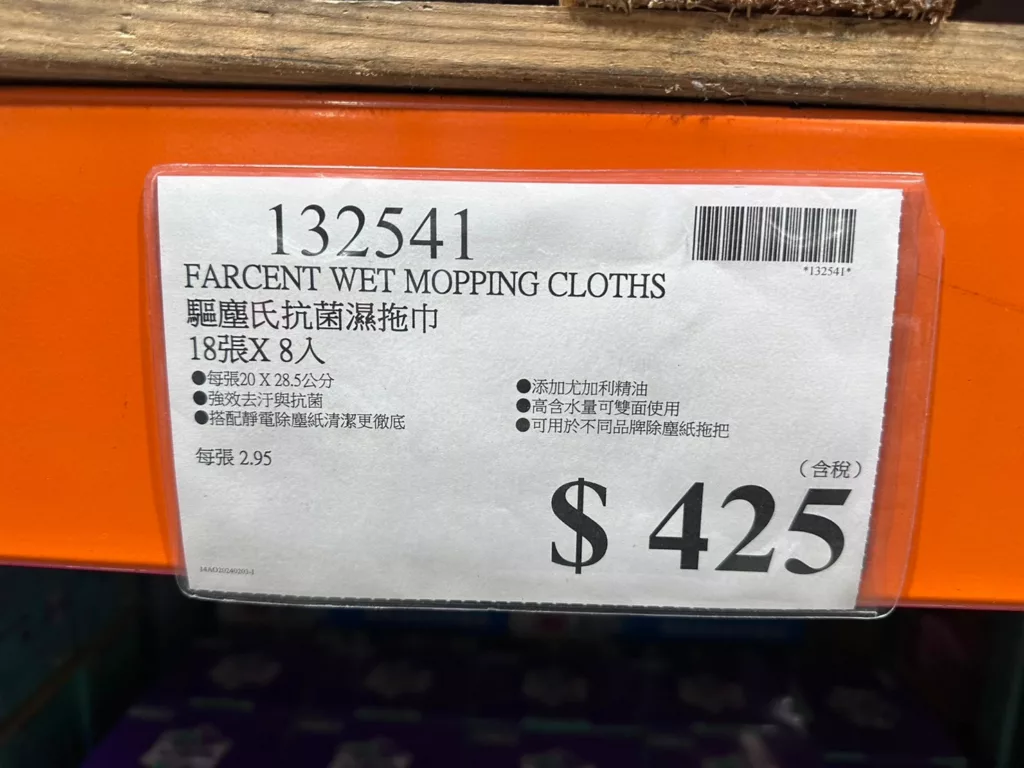 132541
*132541*
FARCENT WET MOPPING CLOTHS
驅塵氏抗菌濕拖巾
18張X 8入
●每張20 X 28.5公分
●強效去汙與抗菌
●搭配靜電除塵紙清潔更徹底
●添加尤加利精油
●高含水量可雙面使用
●可用於不同品牌除塵紙拖把
每張 2.95
(含稅)
$ 425